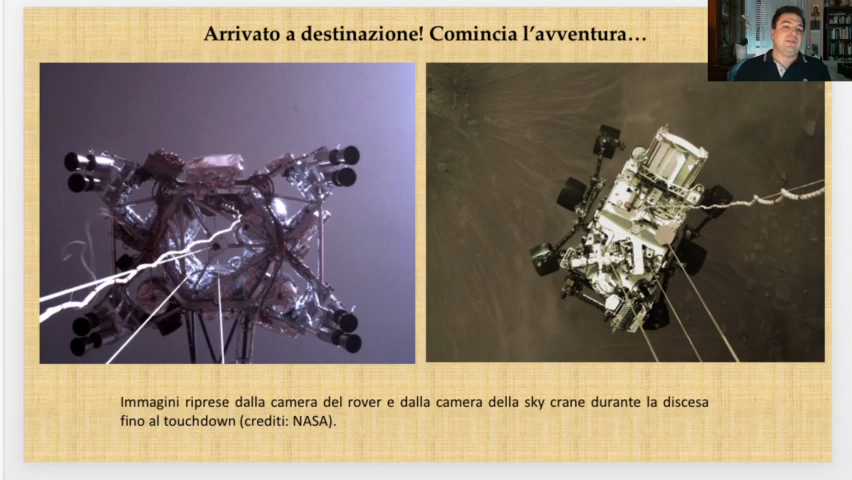 Arrivato a destinazione! Comincia l’avventura…
Immagini riprese dalla camera del rover e dalla camera della sky crane durante la discesa
fino al touchdown (crediti: NASA).